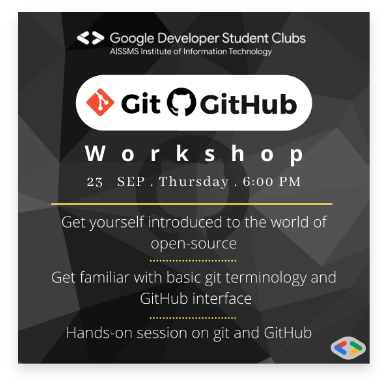 Google Developer Student Clubs
AISSMS Institute of Information Technology
Git GitHub
Workshop
23 SEP . Thursday . 6:00 PM
Get yourself introduced to the world of
open-source
Get familiar with basic git terminology and
GitHub interface
Hands-on session on git and GitHub